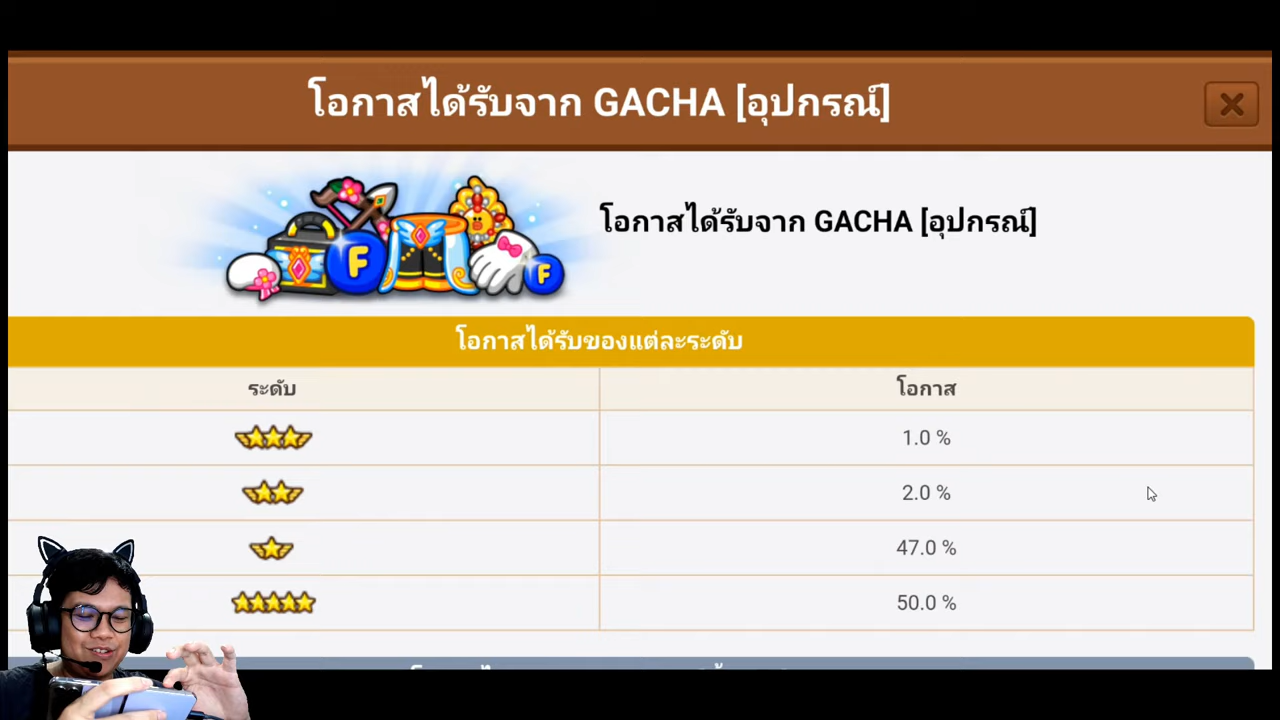 โอกาสได้รับจาก GACHA [อุปกรณ์]
โอกาสได้รับจาก GACHA [อุปกรณ์]
F
F
โอกาสได้รับของแต่ละระดับ
ระดับ โอกาส
1.0 %
2.0 %
47.0 %
50.0 %